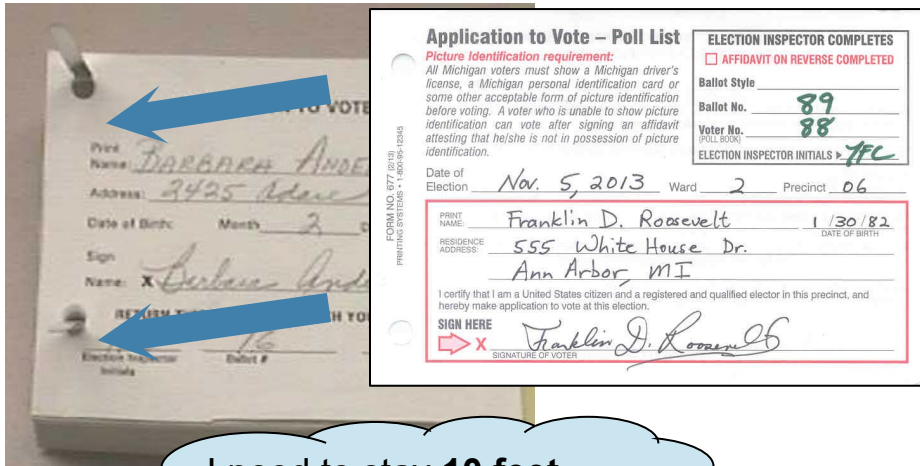 TO VOTE
Print
Name: BARBARA ANDE
Address: 2425
Date of Birth: Month 2
Sign
Name: X Barbara Ande
RETURN T
H YOU
16
Election Inspector
Initials
Ballot #
Application to Vote – Poll List
Picture Identification requirement:
All Michigan voters must show a Michigan driver's
license, a Michigan personal identification card or
some other acceptable form of picture identification
before voting. A voter who is unable to show picture
identification can vote after signing an affidavit
attesting that he/she is not in possession of picture
identification.
ELECTION INSPECTOR COMPLETES
AFFIDAVIT ON REVERSE COMPLETED
Ballot Style
Ballot No. 89
Voter No. 88
(POLL BOOK)
ELECTION INSPECTOR INITIALS
FORM NO. 677 (2/13)
PRINTING SYSTEMS • 1-800-95-12345
Date of
Election Nov. 5, 2013 Ward 2 Precinct 06
PRINT
NAME: Franklin D. Roosevelt 1/30/82
DATE OF BIRTH
RESIDENCE
ADDRESS: 555 White House Dr.
Ann Arbor, MI
I certify that I am a United States citizen and a registered and qualified elector in this precinct, and
hereby make application to vote at this election.
SIGN HERE
X Franklin D. Roosevelt
SIGNATURE OF VOTER
I need to stay 10 feet